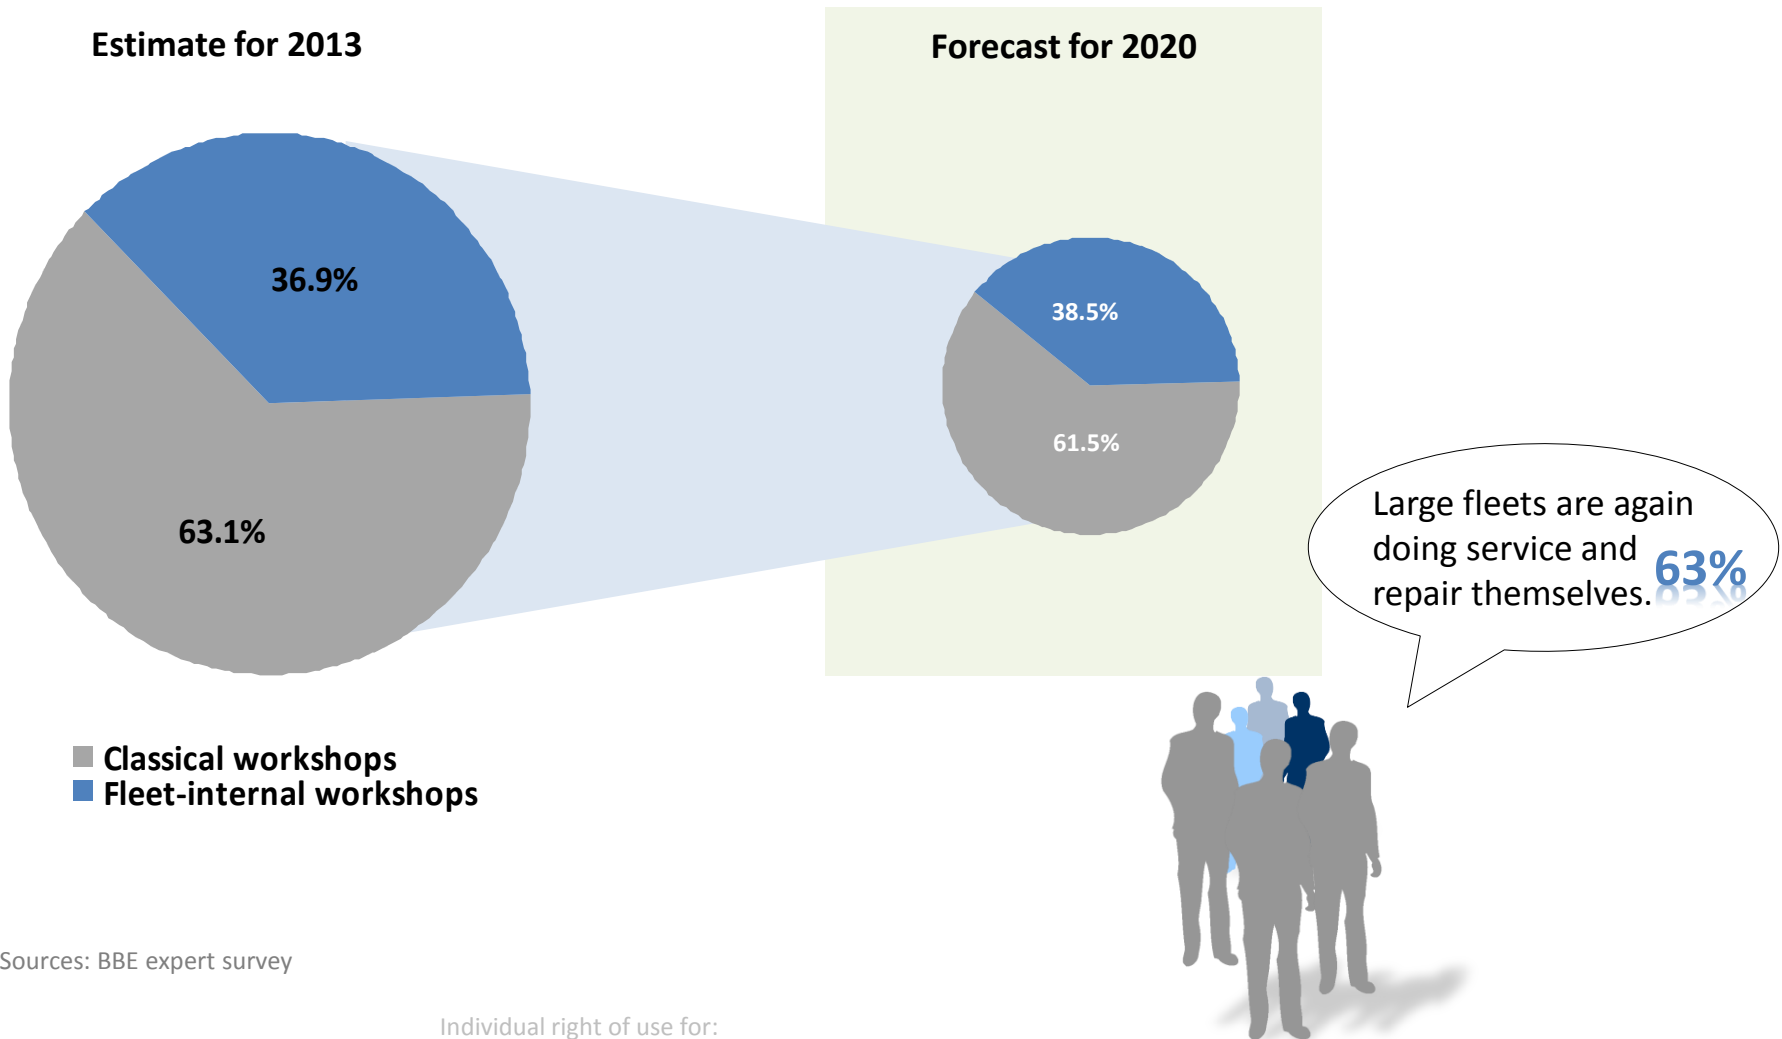 Estimate for 2013
Forecast for 2020
36.9%
63.1%
38.5%
61.5%
Large fleets are again
doing service and
repair themselves.
63%
Classical workshops
Fleet-internal workshops
Sources: BBE expert survey
Individual right of use for: